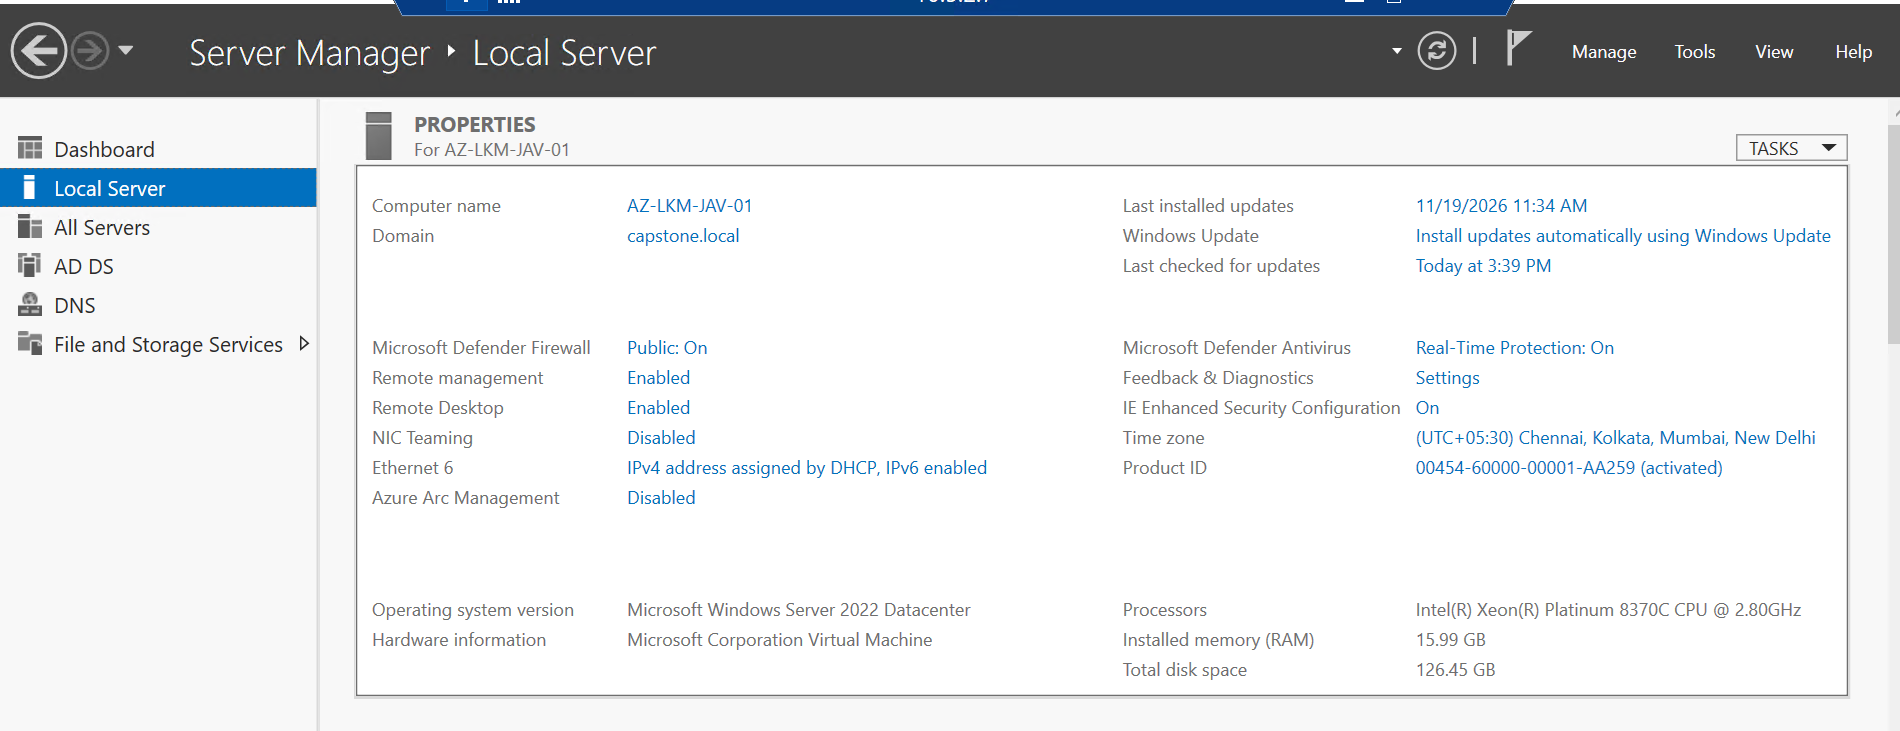 Server Manager ‣ Local Server
Manage Tools View Help
Dashboard
Local Server
All Servers
AD DS
DNS
File and Storage Services
PROPERTIES
For AZ-LKM-JAV-01
TASKS
Computer name AZ-LKM-JAV-01
Domain capstone.local
Last installed updates 11/19/2026 11:34 AM
Windows Update Install updates automatically using Windows Update
Last checked for updates Today at 3:39 PM
Microsoft Defender Firewall Public: On
Remote management Enabled
Remote Desktop Enabled
NIC Teaming Disabled
Ethernet 6 IPv4 address assigned by DHCP, IPv6 enabled
Azure Arc Management Disabled
Microsoft Defender Antivirus Real-Time Protection: On
Feedback & Diagnostics Settings
IE Enhanced Security Configuration On
Time zone (UTC+05:30) Chennai, Kolkata, Mumbai, New Delhi
Product ID 00454-60000-00001-AA259 (activated)
Operating system version Microsoft Windows Server 2022 Datacenter
Hardware information Microsoft Corporation Virtual Machine
Processors Intel(R) Xeon(R) Platinum 8370C CPU @ 2.80GHz
Installed memory (RAM) 15.99 GB
Total disk space 126.45 GB